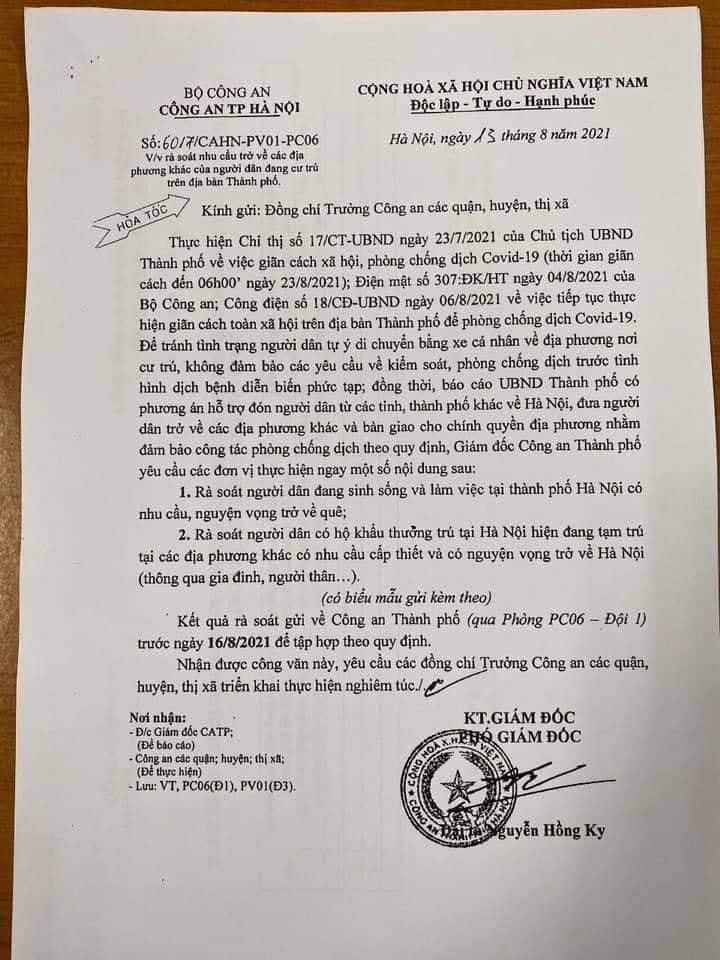 BỘ CÔNG AN
CÔNG AN TP HÀ NỘI
CỘNG HOÀ XÃ HỘI CHỦ NGHĨA VIỆT NAM
Độc lập - Tự do - Hạnh phúc
Số: 6017/CAHN-PV01-PC06
V/v rà soát nhu cầu trở về các địa
phương khác của người dân đang cư trú
trên địa bàn Thành phố.
Hà Nội, ngày 13 tháng 8 năm 2021
HỎA TỐC
Kính gửi: Đồng chí Trưởng Công an các quận, huyện, thị xã
Thực hiện Chỉ thị số 17/CT-UBND ngày 23/7/2021 của Chủ tịch UBND
Thành phố về việc giãn cách xã hội, phòng chống dịch Covid-19 (thời gian giãn
cách đến 06h00’ ngày 23/8/2021); Điện mật số 307:ĐK/HT ngày 04/8/2021 của
Bộ Công an; Công điện số 18/CĐ-UBND ngày 06/8/2021 về việc tiếp tục thực
hiện giãn cách toàn xã hội trên địa bàn Thành phố để phòng chống dịch Covid-19.
Để tránh tình trạng người dân tự ý di chuyển bằng xe cá nhân về địa phương nơi
cư trú, không đảm bảo các yêu cầu về kiểm soát, phòng chống dịch trước tình
hình dịch bệnh diễn biến phức tạp; đồng thời, báo cáo UBND Thành phố có
phương án hỗ trợ đón người dân từ các tỉnh, thành phố khác về Hà Nội, đưa người
dân trở về các địa phương khác và bàn giao cho chính quyền địa phương nhằm
đảm bảo công tác phòng chống dịch theo quy định, Giám đốc Công an Thành phố
yêu cầu các đơn vị thực hiện ngay một số nội dung sau:
1. Rà soát người dân đang sinh sống và làm việc tại thành phố Hà Nội có
nhu cầu, nguyện vọng trở về quê;
2. Rà soát người dân có hộ khẩu thường trú tại Hà Nội hiện đang tạm trú
tại các địa phương khác có nhu cầu cấp thiết và có nguyện vọng trở về Hà Nội
(thông qua gia đình, người thân…).
(có biểu mẫu gửi kèm theo)
Kết quả rà soát gửi về Công an Thành phố (qua Phòng PC06 – Đội 1)
trước ngày 16/8/2021 để tập hợp theo quy định.
Nhận được công văn này, yêu cầu các đồng chí Trưởng Công an các quận,
huyện, thị xã triển khai thực hiện nghiêm túc./.
Nơi nhận:
- Đ/c Giám đốc CATP;
(Để báo cáo)
- Công an các quận; huyện; thị xã;
(Để thực hiện)
- Lưu: VT, PC06(Đ1), PV01(Đ3).
KT.GIÁM ĐỐC
PHÓ GIÁM ĐỐC
CỘNG HOÀ X.H.C.N VIỆT NAM
CÔNG AN THÀNH PHỐ HÀ NỘI
Đại tá Nguyễn Hồng Ky